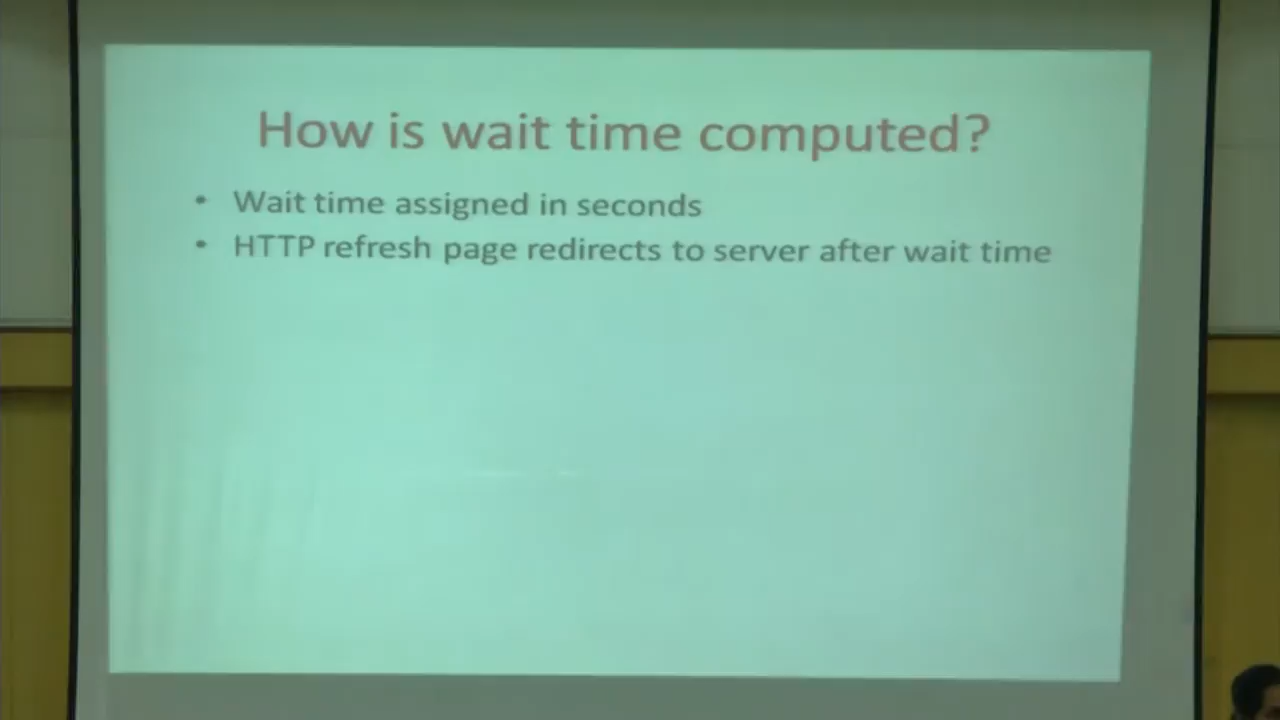 How is wait time computed?
• Wait time assigned in seconds
• HTTP refresh page redirects to server after wait time